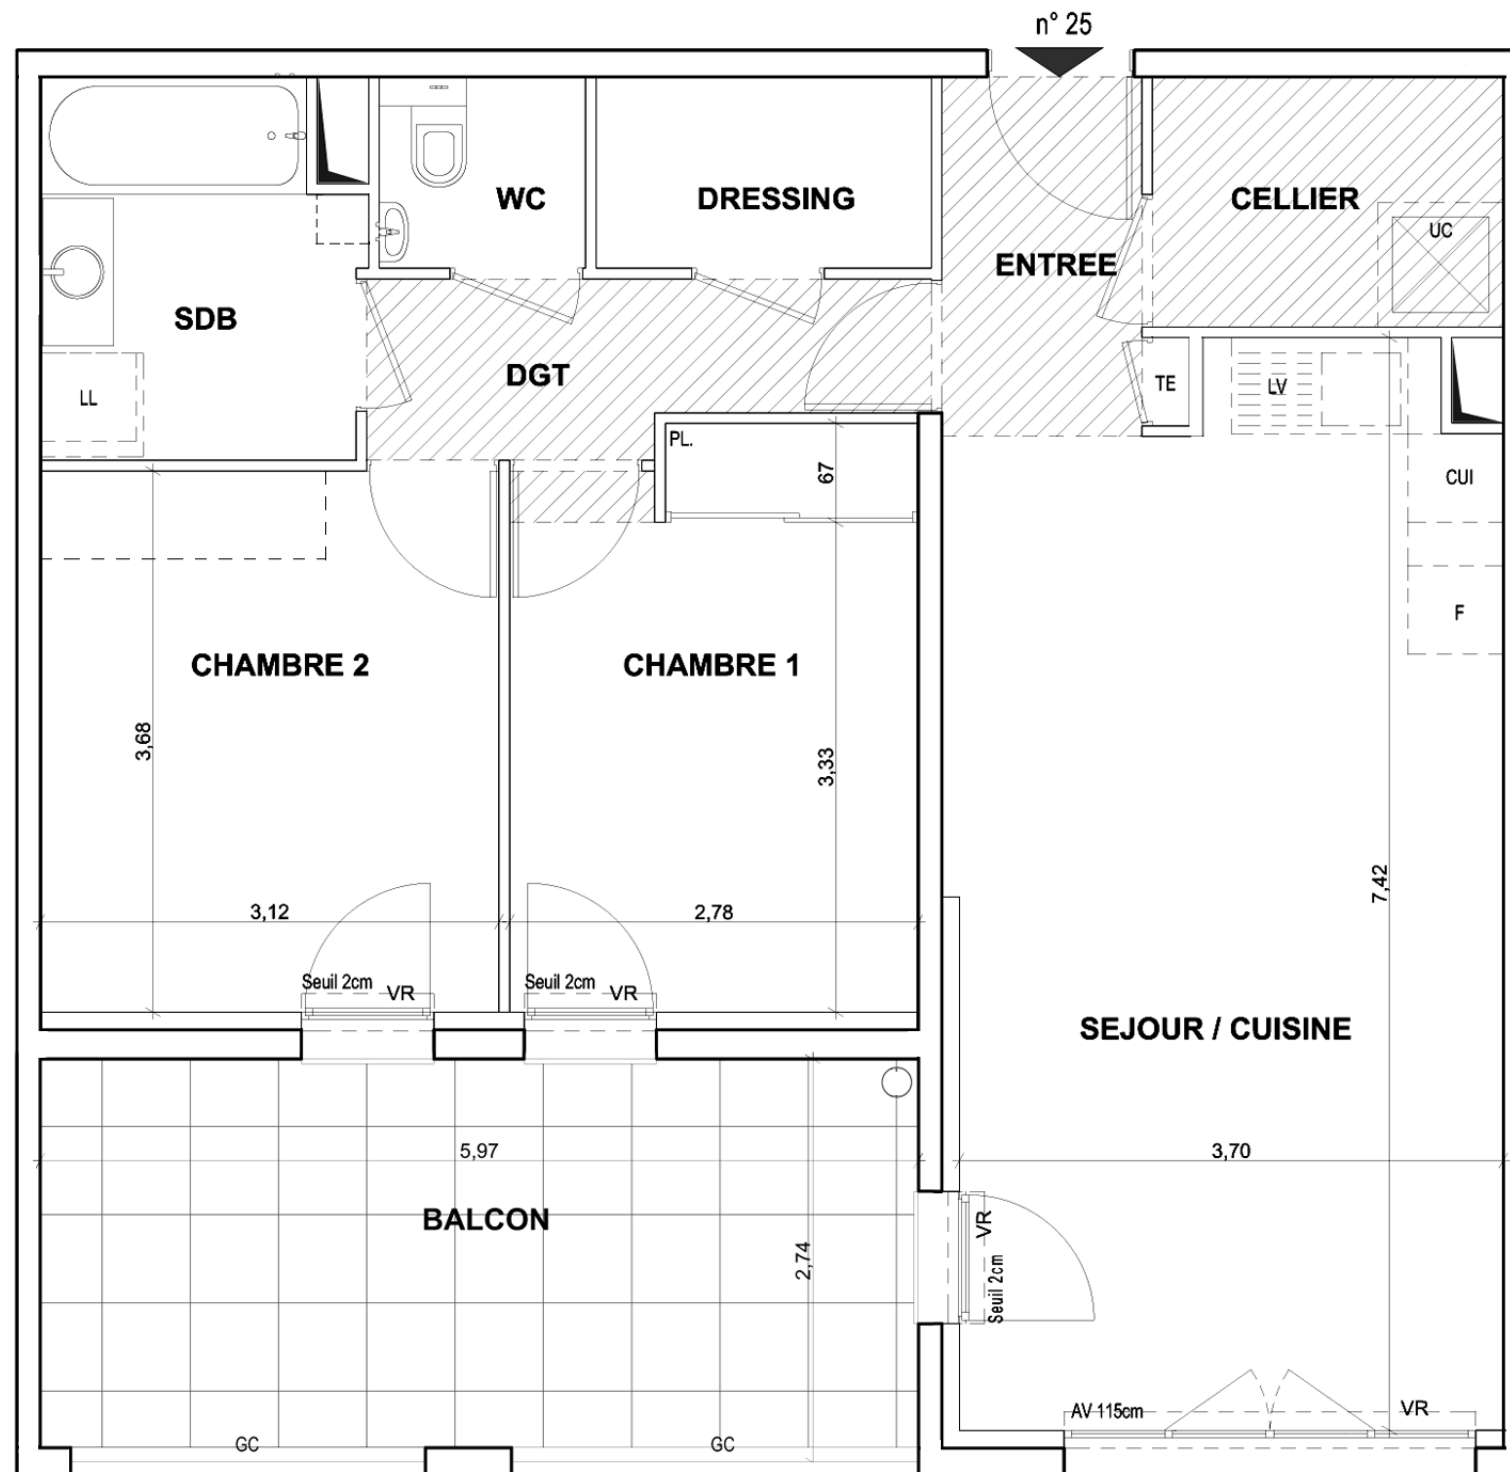 n° 25
WC
DRESSING
CELLIER
UC
ENTREE
SDB
DGT
LL
TE
LV
PL.
67
CUI
F
CHAMBRE 2
CHAMBRE 1
3,68
3,33
7,42
3,12
2,78
Seuil 2cm
VR
Seuil 2cm
VR
SEJOUR / CUISINE
5,97
3,70
BALCON
2,74
VR
Seuil 2cm
AV 115cm
VR
GC
GC